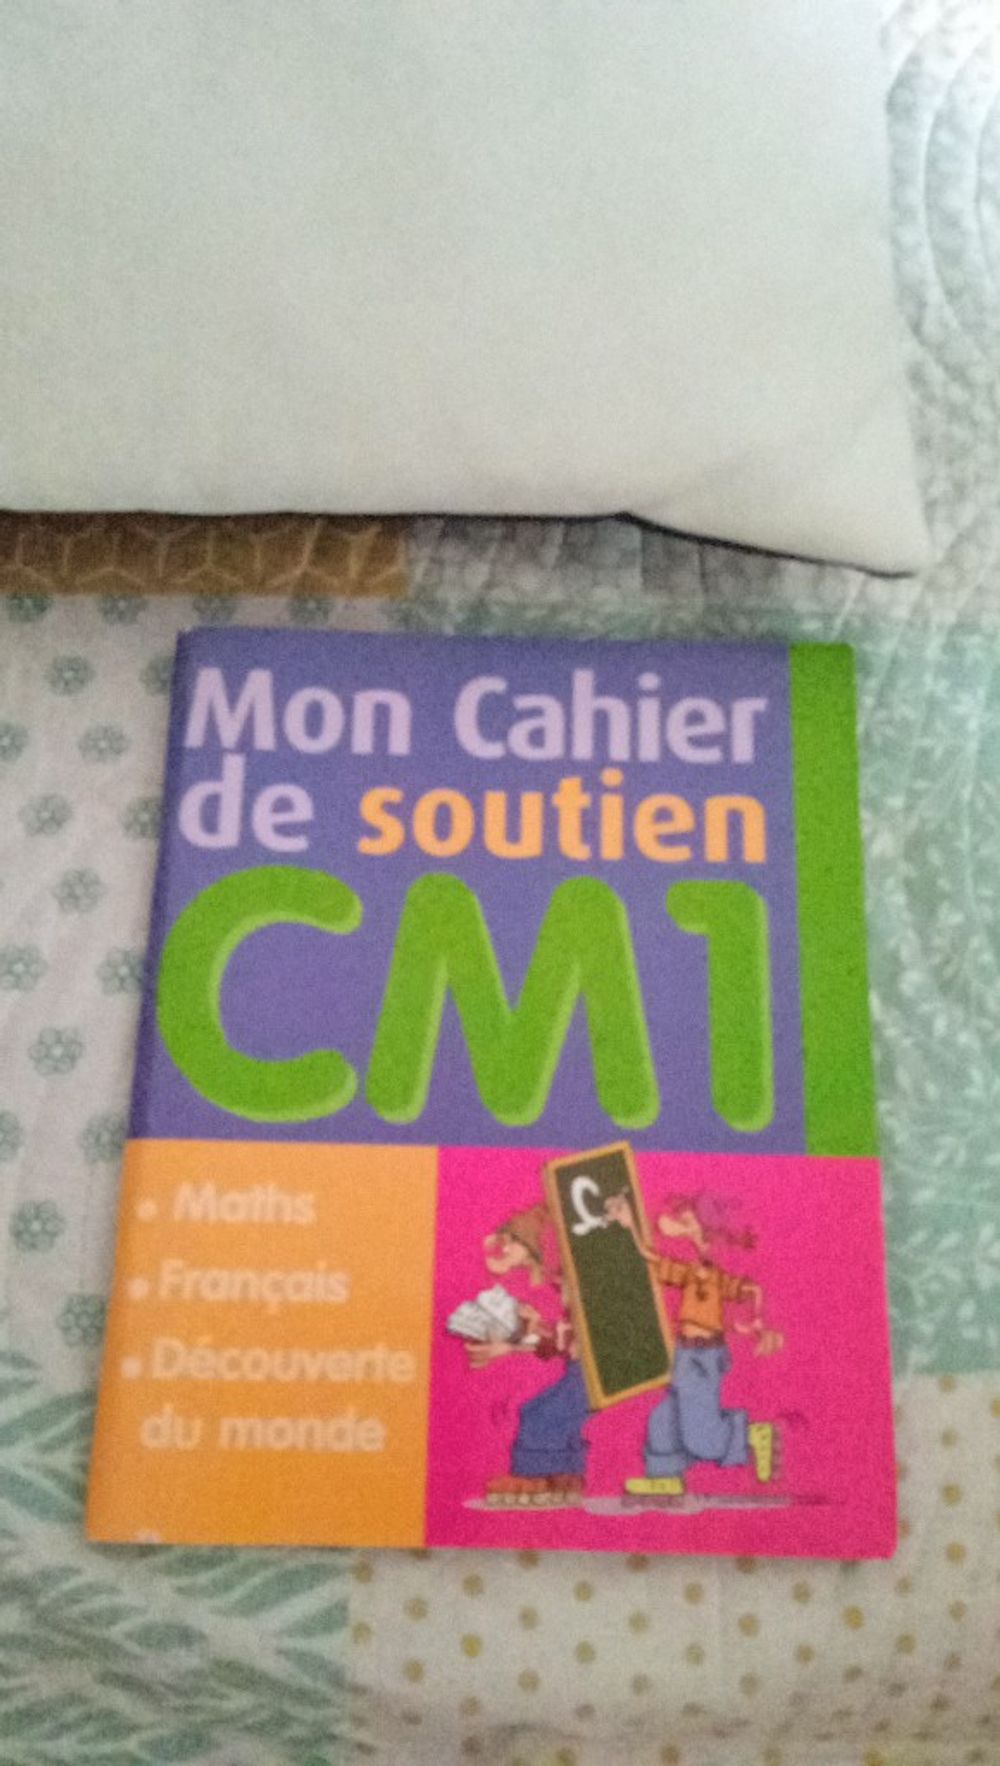 Mon Cahier
de soutien
CM1
• Maths
• Français
• Découverte
du monde